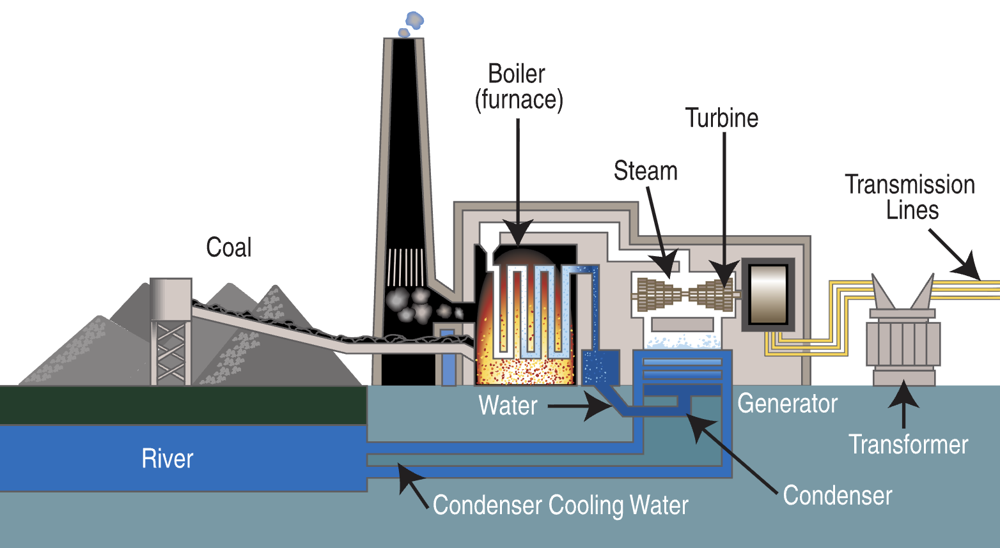 Boiler
(furnace)
Turbine
Steam
Transmission
Lines
Coal
Water
Generator
Transformer
River
Condenser Cooling Water
Condenser